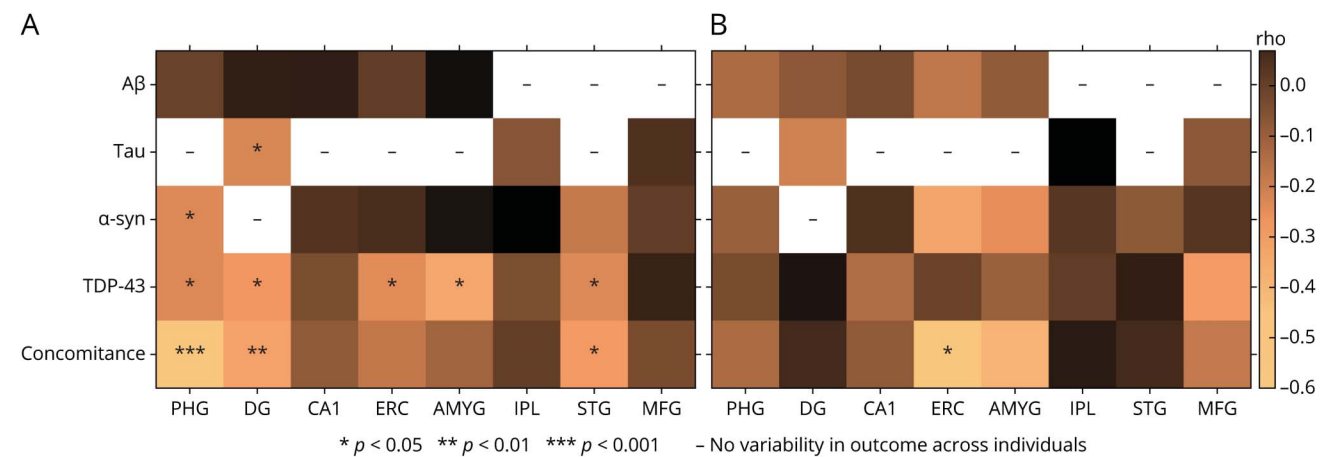 A
B
rho
Aβ – – – – – –
Tau – * – – – – – – – – – –
α-syn * – –
TDP-43 * * * * *
Concomitance *** ** * *
0.0
–0.1
–0.2
–0.3
–0.4
–0.5
–0.6
PHG DG CA1 ERC AMYG IPL STG MFG PHG DG CA1 ERC AMYG IPL STG MFG
* p < 0.05 ** p < 0.01 *** p < 0.001 – No variability in outcome across individuals